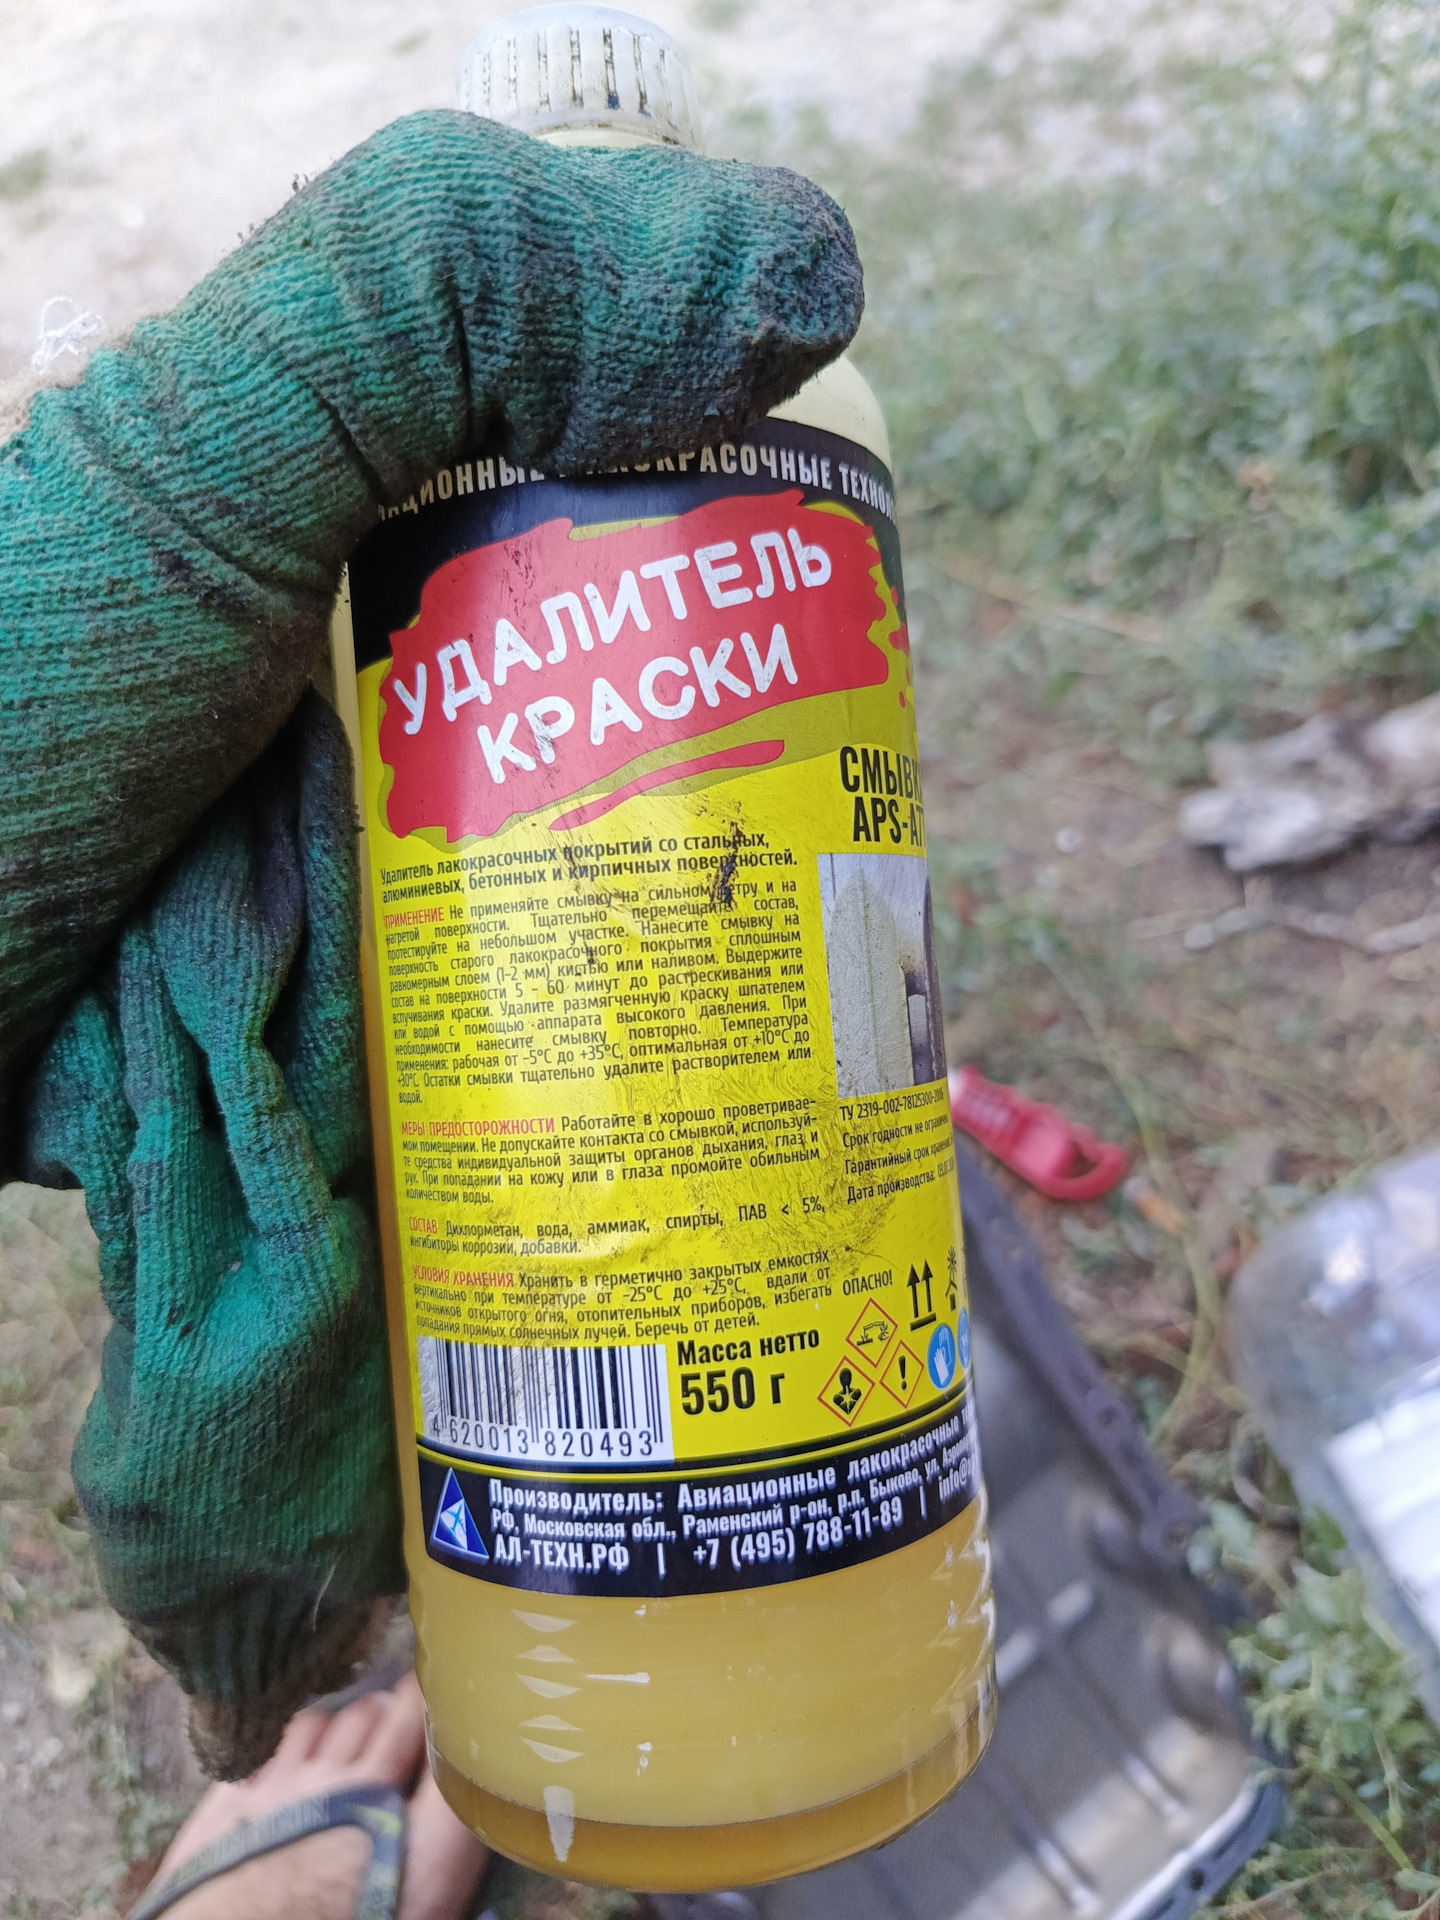 ЛАКОКРАСОЧНЫЕ
УДАЛИТЕЛЬ
КРАСКИ
APS-
Удалитель лакокрасочных покрытий со стальных,
алюминиевых, бетонных и кирпичных поверхностей.
ПРИМЕНЕНИЕ Не применяйте смывку на сильном ветру и на
нагретой поверхности. Тщательно перемешайте состав,
протестируйте на небольшом участке. Нанесите смывку на
поверхность старого лакокрасочного покрытия сплошным
равномерным слоем (1-2 мм) кистью или наливом. Выдержите
состав на поверхности 5 - 60 минут до растрескивания или
вспучивания краски. Удалите размягченную краску шпателем
или водой с помощью аппарата высокого давления. При
необходимости нанесите смывку повторно. Температура
применения: рабочая от -5°С до +35°С, оптимальная от +10°С до
+30°С. Остатки смывки тщательно удалите растворителем или
водой.
МЕРЫ ПРЕДОСТОРОЖНОСТИ Работайте в хорошо проветривае-
мом помещении. Не допускайте контакта со смывкой, используй-
те средства индивидуальной защиты органов дыхания, глаз и
рук. При попадании на кожу или в глаза промойте обильным
количеством воды.
СОСТАВ Дихлорметан, вода, аммиак, спирты, ПАВ < 5%,
ингибиторы коррозии, добавки.
УСЛОВИЯ ХРАНЕНИЯ Хранить в герметично закрытых емкостях
вертикально при температуре от -25°С до +25°С, вдали от
источников открытого огня, отопительных приборов, избегать
попадания прямых солнечных лучей. Беречь от детей.
ТУ 2319-002-78125300-2006
Срок годности не ограничен.
Гарантийный срок хранения
Дата производства:
ОПАСНО!
Масса нетто
550 г
4 620013 820493
Производитель: Авиационные лакокрасочные
РФ, Московская обл., Раменский р-он, р.п. Быково, ул.
АЛ-ТЕХН.РФ | +7 (495) 788-11-89 |